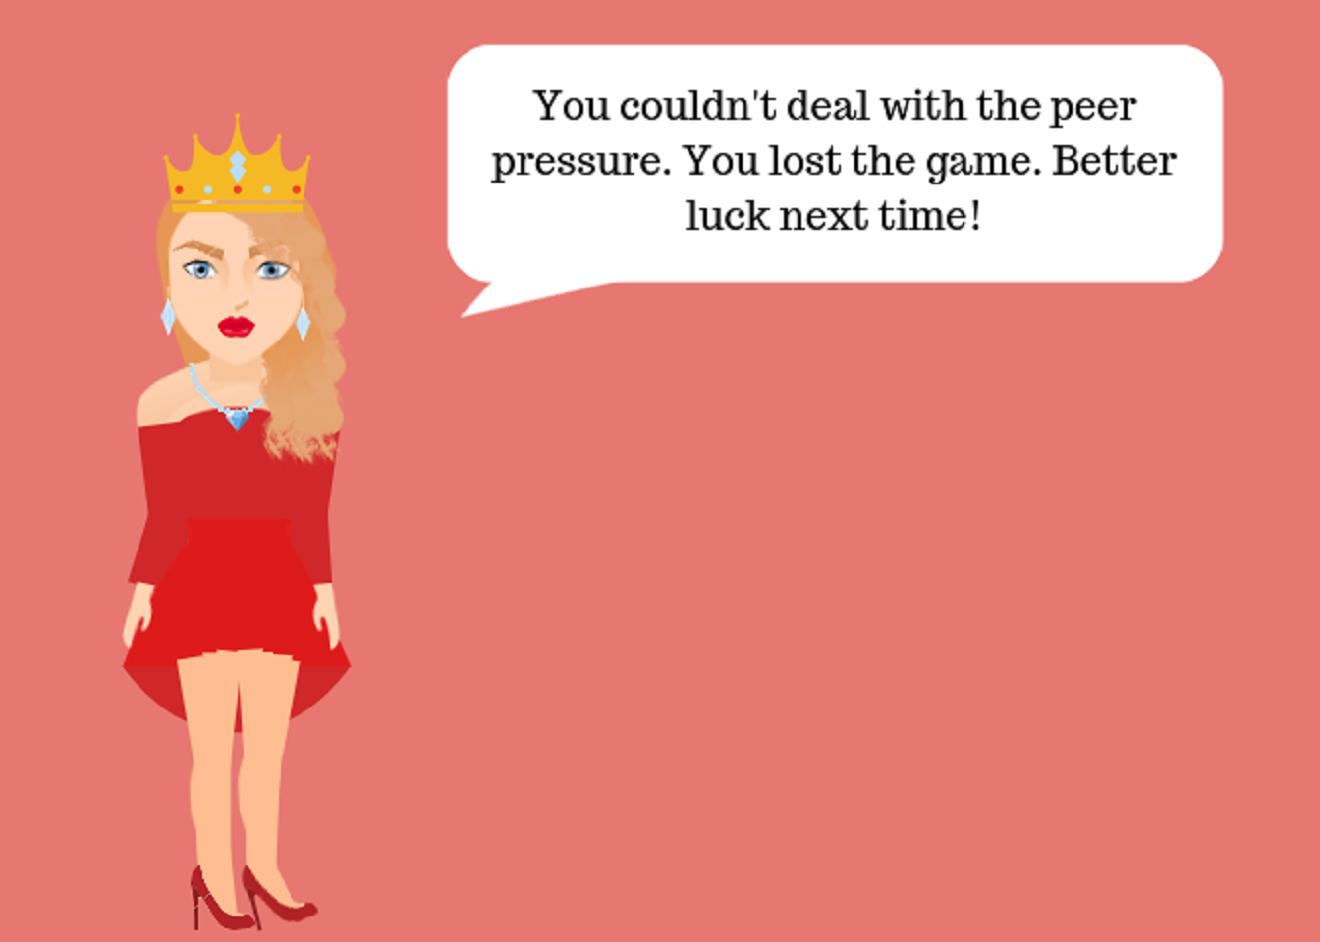 You couldn't deal with the peer
pressure. You lost the game. Better
luck next time!